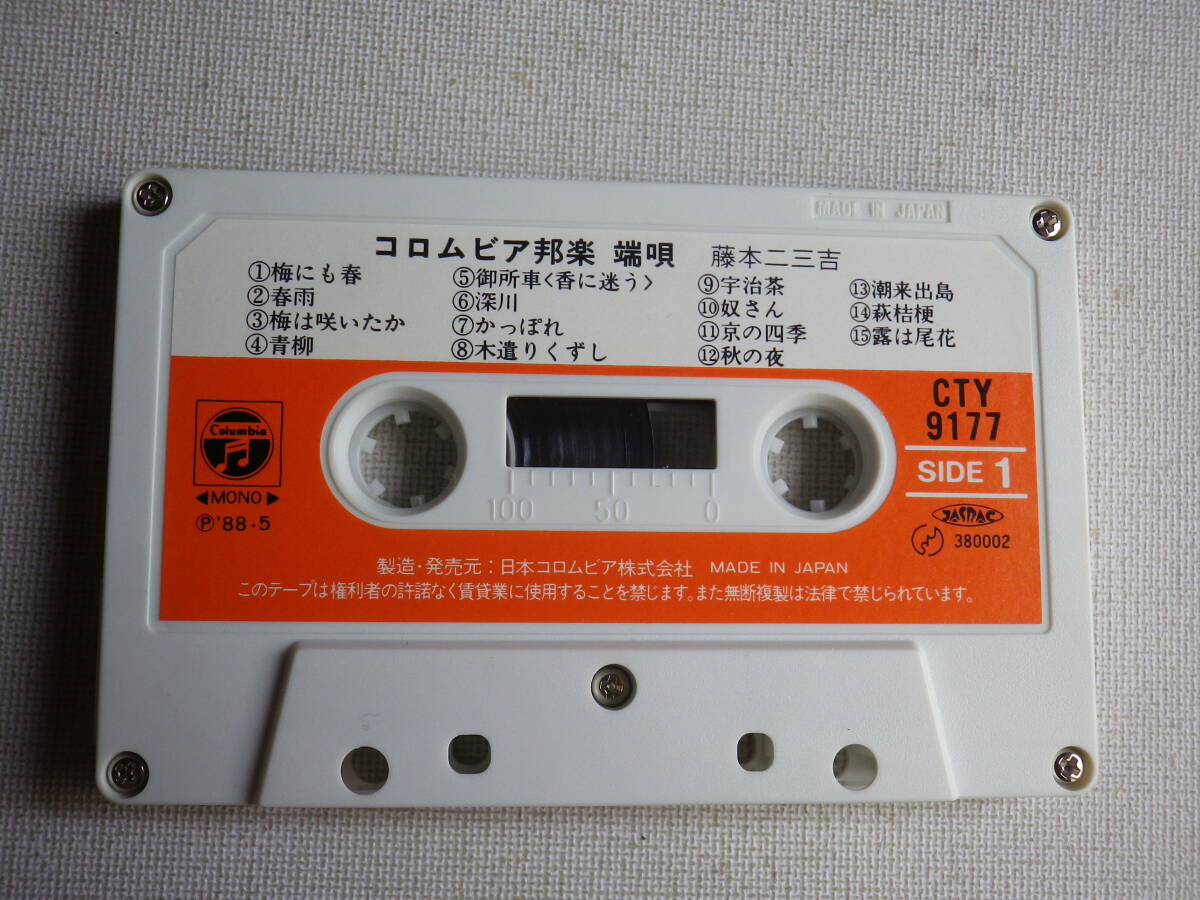 MADE IN JAPAN
コロムビア邦楽 端唄 藤本二三吉
①梅にも春
②春雨
③梅は咲いたか
④青柳
⑤御所車<香に迷う>
⑥深川
⑦かっぽれ
⑧木遣りくずし
⑨宇治茶
⑩奴さん
⑪京の四季
⑫秋の夜
⑬潮来出島
⑭萩桔梗
⑮露は尾花
Columbia
◀MONO▶
Ⓟ'88・5
100 50 0
CTY
9177
SIDE 1
JASRAC
380002
製造・発売元：日本コロムビア株式会社 MADE IN JAPAN
このテープは権利者の許諾なく賃貸業に使用することを禁じます。また無断複製は法律で禁じられています。